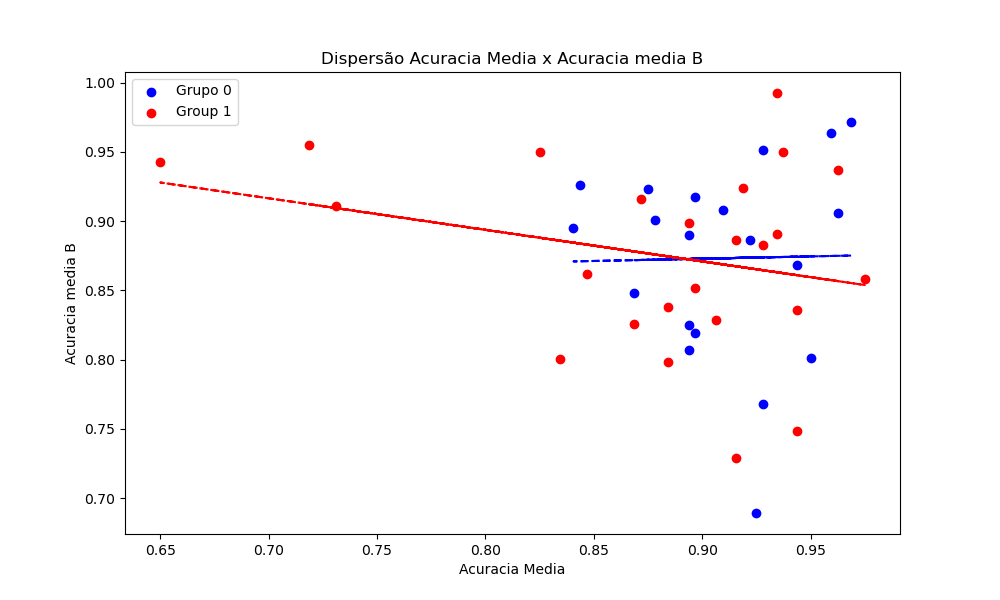 Dispersão Acuracia Media x Acuracia media B
Grupo 0
Group 1
Acuracia media B
1.00
0.95
0.90
0.85
0.80
0.75
0.70
0.65
0.70
0.75
0.80
0.85
0.90
0.95
Acuracia Media